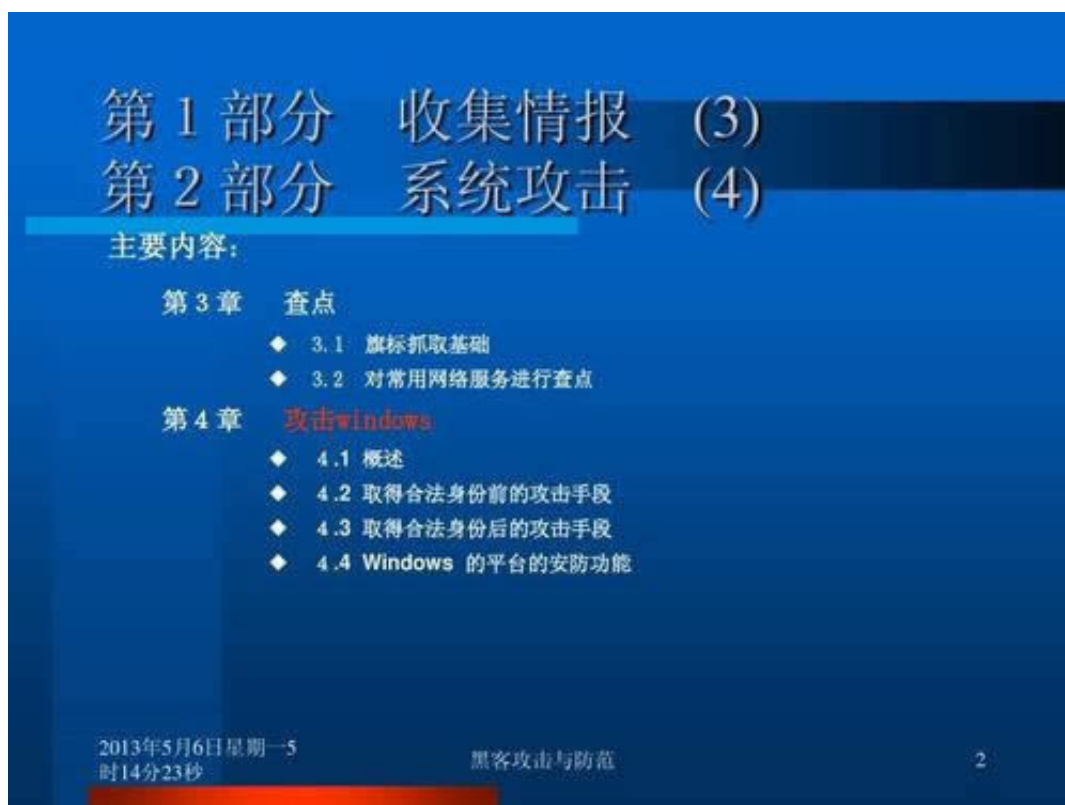 第 1 部分 收集情报 (3)
第 2 部分 系统攻击 (4)
主要内容：
第 3 章 查点
◆ 3.1 旗标抓取基础
◆ 3.2 对常用网络服务进行查点
第 4 章 攻击windows
◆ 4.1 概述
◆ 4.2 取得合法身份前的攻击手段
◆ 4.3 取得合法身份后的攻击手段
◆ 4.4 Windows 的平台的安防功能
2013年5月6日星期一5
时14分23秒
黑客攻击与防范
2